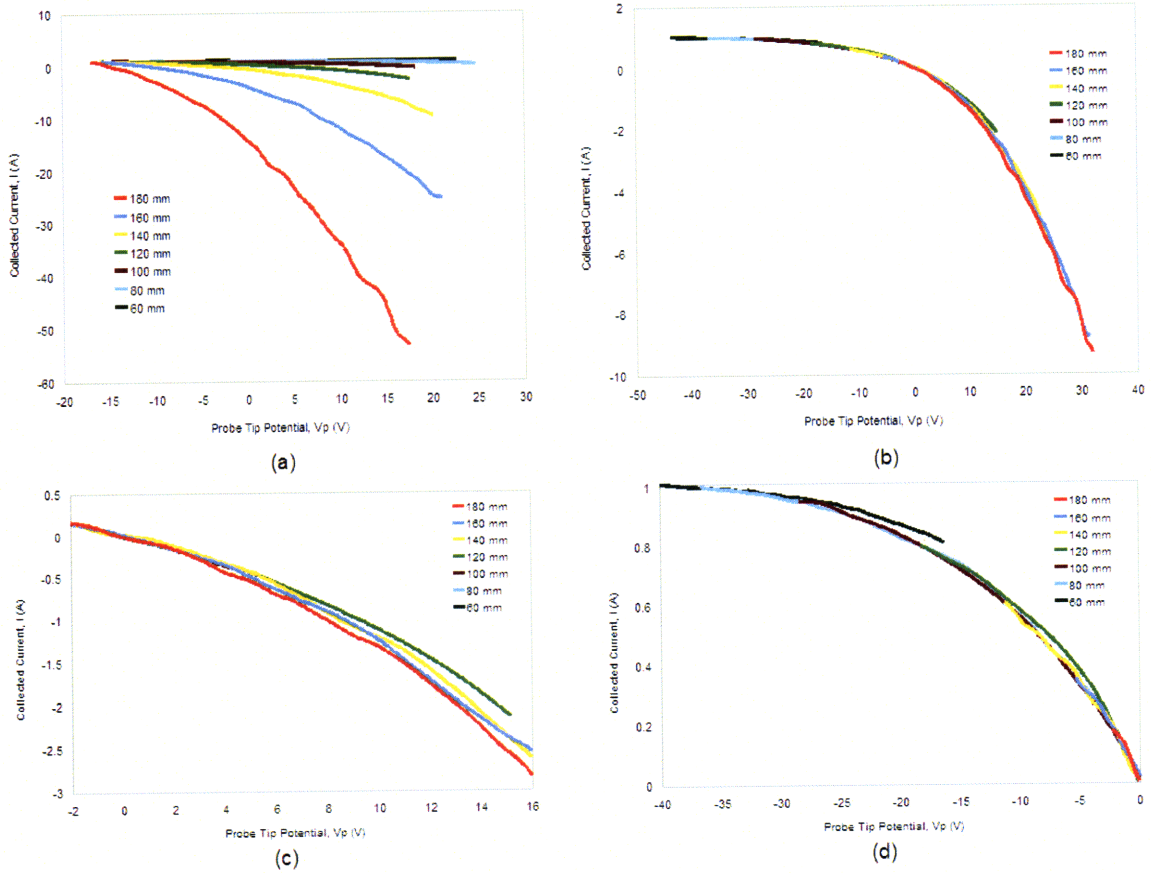 10
0
-10
-20
-30
-40
-50
-60
Collected Current, I (A)
180 mm
160 mm
140 mm
120 mm
100 mm
80 mm
60 mm
-20 -15 -10 -5 0 5 10 15 20 25 30
Probe Tip Potential, Vp (V)
(a)
2
0
-2
-4
-6
-8
-10
Collected Current, I (A)
180 mm
160 mm
140 mm
120 mm
100 mm
80 mm
60 mm
-50 -40 -30 -20 -10 0 10 20 30 40
Probe Tip Potential, Vp (V)
(b)
0.5
0
-0.5
-1
-1.5
-2
-2.5
-3
Collected Current, I (A)
180 mm
160 mm
140 mm
120 mm
100 mm
80 mm
60 mm
-2 0 2 4 6 8 10 12 14 16
Probe Tip Potential, Vp (V)
(c)
1
0.8
0.6
0.4
0.2
0
Collected Current, I (A)
180 mm
160 mm
140 mm
120 mm
100 mm
80 mm
60 mm
-40 -35 -30 -25 -20 -15 -10 -5 0
Probe Tip Potential, Vp (V)
(d)